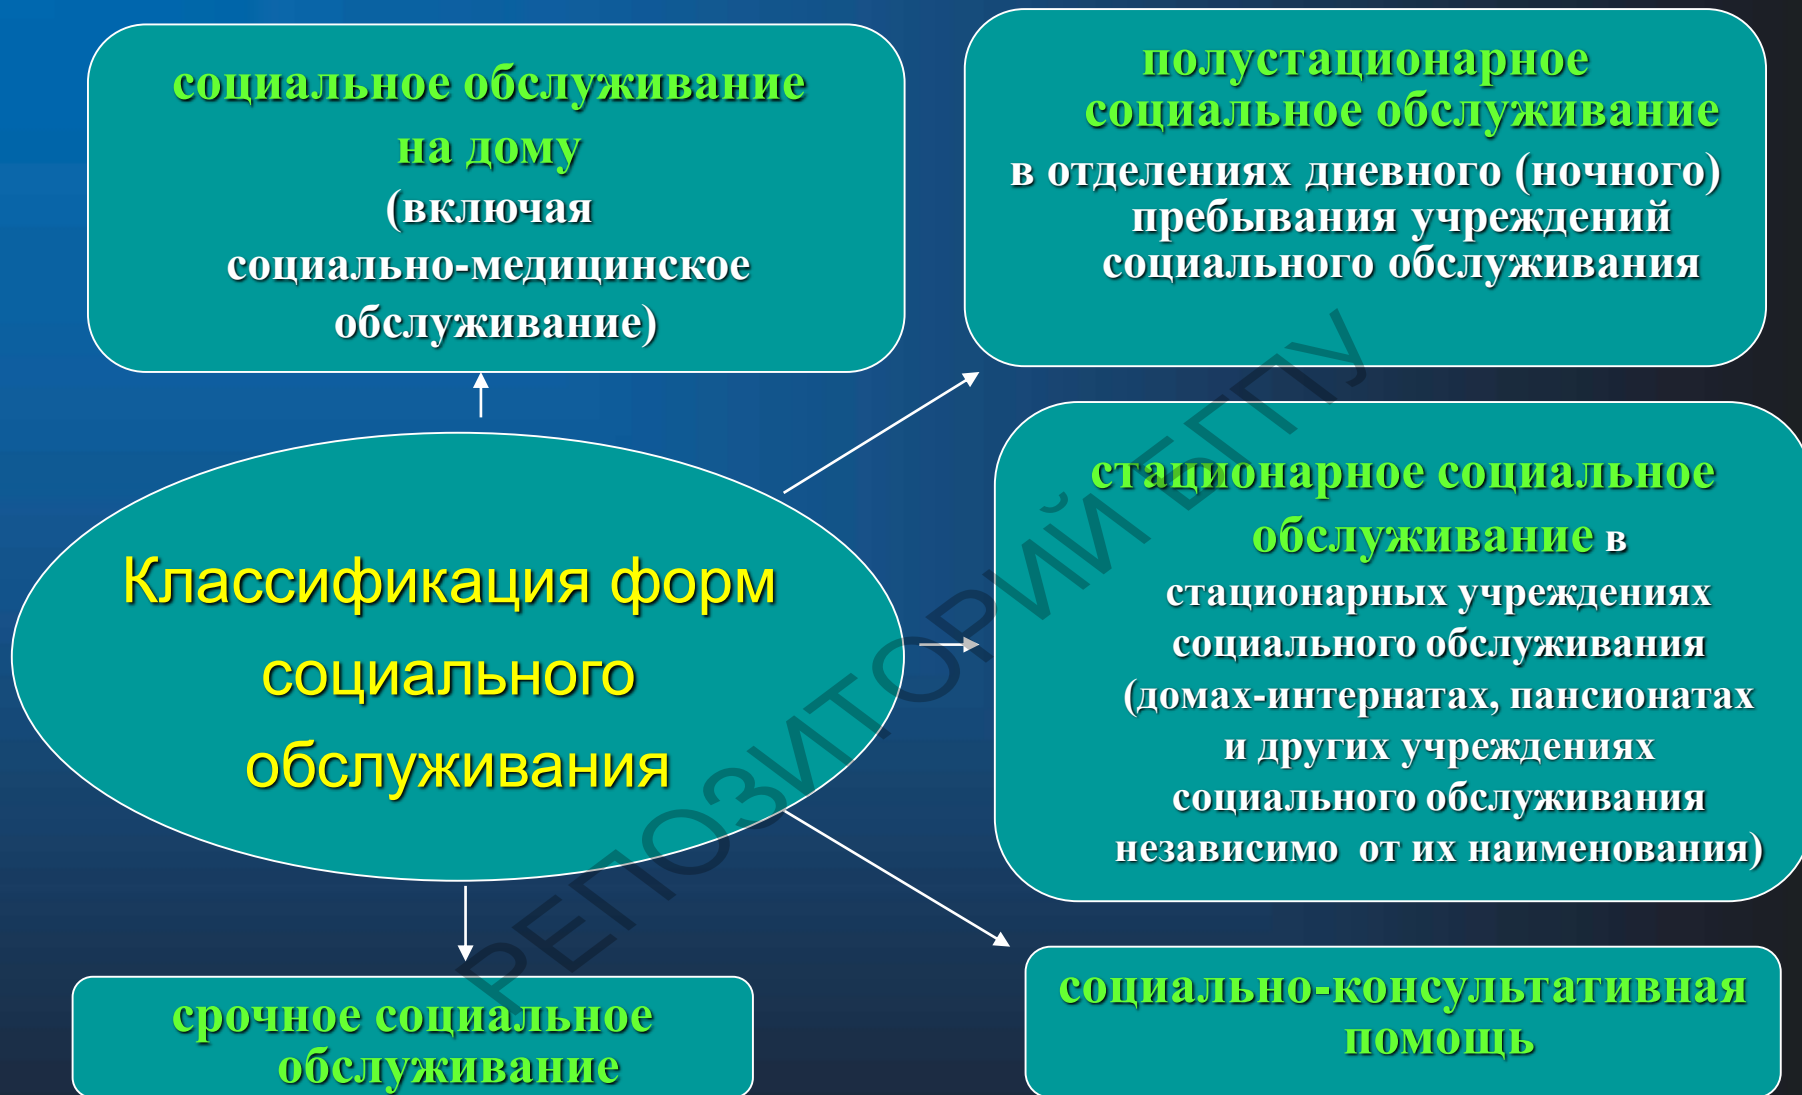 социальное обслуживание
на дому
(включая
социально-медицинское
обслуживание)
полустационарное
социальное обслуживание
в отделениях дневного (ночного)
пребывания учреждений
социального обслуживания
Классификация форм
социального
обслуживания
стационарное социальное
обслуживание в
стационарных учреждениях
социального обслуживания
(домах-интернатах, пансионатах
и других учреждениях
социального обслуживания
независимо от их наименования)
срочное социальное
обслуживание
социально-консультативная
помощь
РЕПОЗИТОРИЙ БГПУ